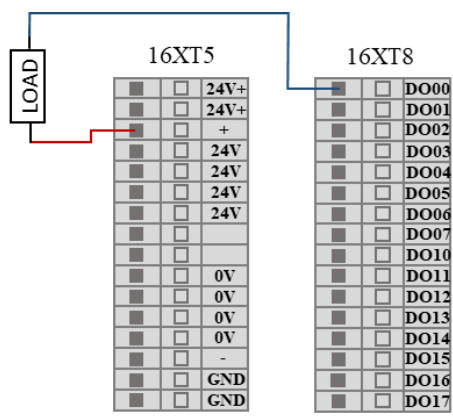 LOAD
16XT5
24V+
24V+
+
24V
24V
24V
24V
0V
0V
0V
0V
-
GND
GND
16XT8
DO00
DO01
DO02
DO03
DO04
DO05
DO06
DO07
DO10
DO11
DO12
DO13
DO14
DO15
DO16
DO17